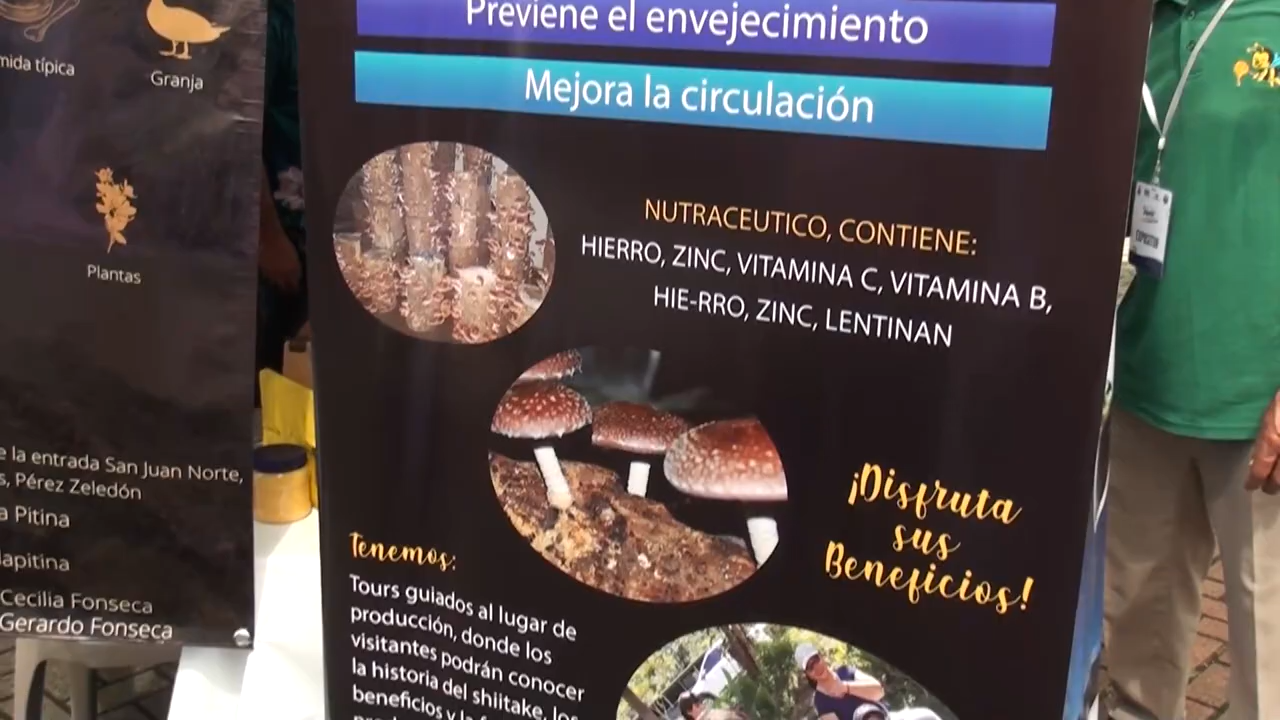 mida típica
Granja
Plantas
e la entrada San Juan Norte,
s, Pérez Zeledón
a Pitina
lapitina
Cecilia Fonseca
Gerardo Fonseca
Previene el envejecimiento
Mejora la circulación
NUTRACEUTICO, CONTIENE:
HIERRO, ZINC, VITAMINA C, VITAMINA B,
HIE-RRO, ZINC, LENTINAN
¡Disfruta
sus
Beneficios!
Tenemos:
Tours guiados al lugar de
producción, donde los
visitantes podrán conocer
la historia del shiitake, los
beneficios y la
EXPOSITOR